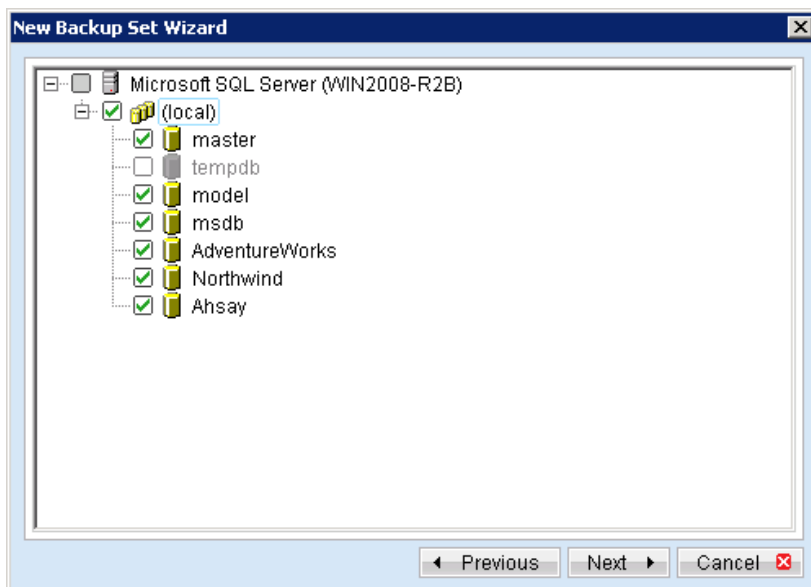 New Backup Set Wizard
Microsoft SQL Server (WIN2008-R2B)
(local)
master
tempdb
model
msdb
AdventureWorks
Northwind
Ahsay
Previous Next Cancel